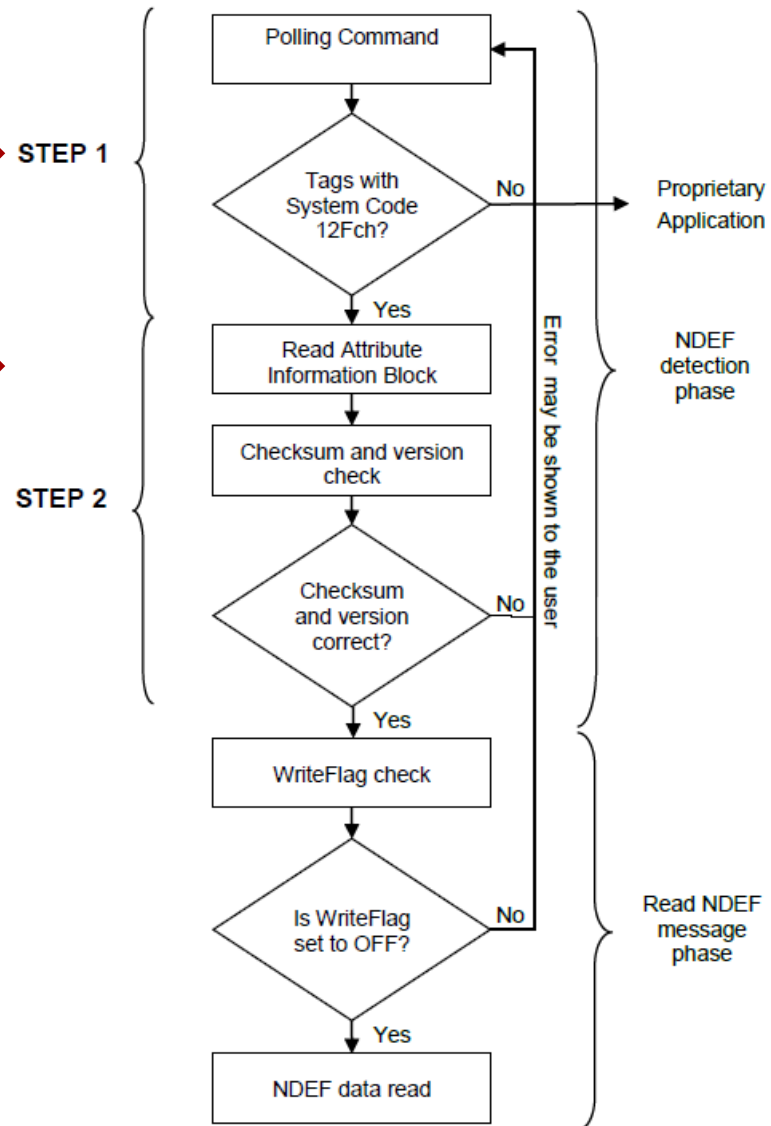 Polling Command
STEP 1
Tags with
System Code
12Fch?
No
Proprietary
Application
Yes
Read Attribute
Information Block
Error may be shown to the user
NDEF
detection
phase
Checksum and version
check
STEP 2
Checksum
and version
correct?
No
Yes
WriteFlag check
Is WriteFlag
set to OFF?
No
Read NDEF
message
phase
Yes
NDEF data read